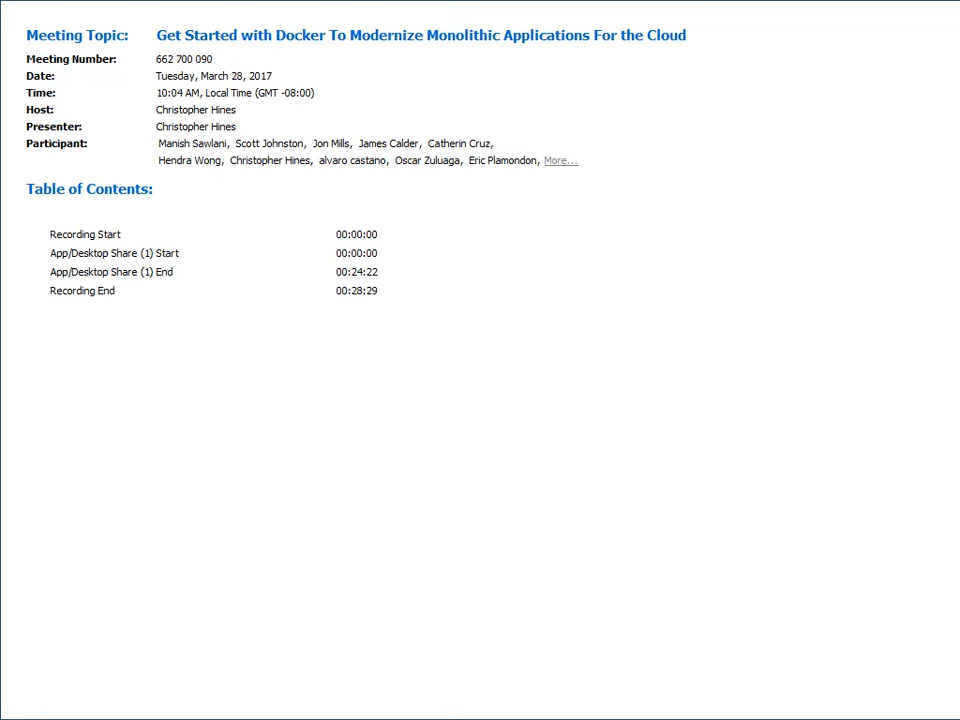 Meeting Topic: Get Started with Docker To Modernize Monolithic Applications For the Cloud
Meeting Number: 662 700 090
Date: Tuesday, March 28, 2017
Time: 10:04 AM, Local Time (GMT -08:00)
Host: Christopher Hines
Presenter: Christopher Hines
Participant: Manish Sawlani, Scott Johnston, Jon Mills, James Calder, Catherin Cruz,
Hendra Wong, Christopher Hines, alvaro castano, Oscar Zuluaga, Eric Plamondon, More...
Table of Contents:
Recording Start 00:00:00
App/Desktop Share (1) Start 00:00:00
App/Desktop Share (1) End 00:24:22
Recording End 00:28:29